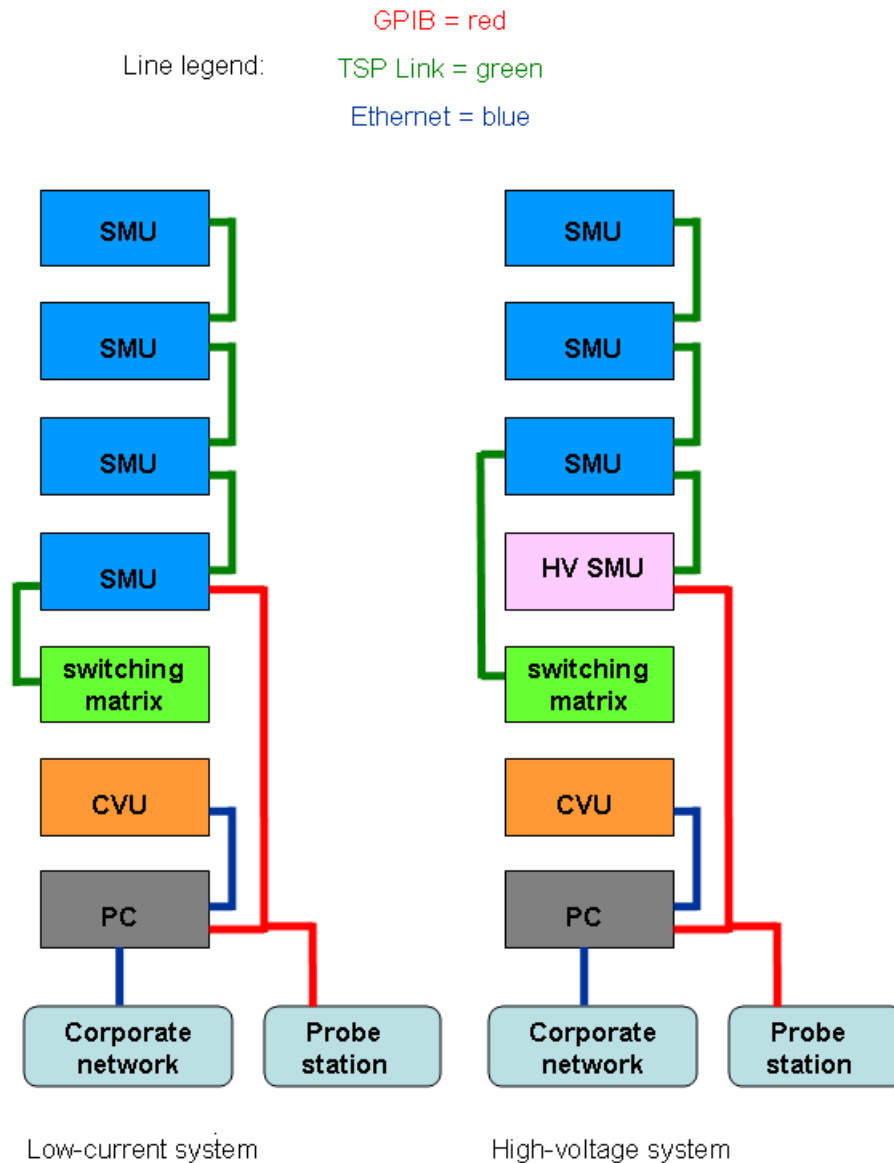 GPIB = red
Line legend: TSP Link = green
Ethernet = blue
SMU
SMU
SMU
SMU
switching
matrix
CVU
PC
Corporate
network
Probe
station
Low-current system
SMU
SMU
SMU
HV SMU
switching
matrix
CVU
PC
Corporate
network
Probe
station
High-voltage system